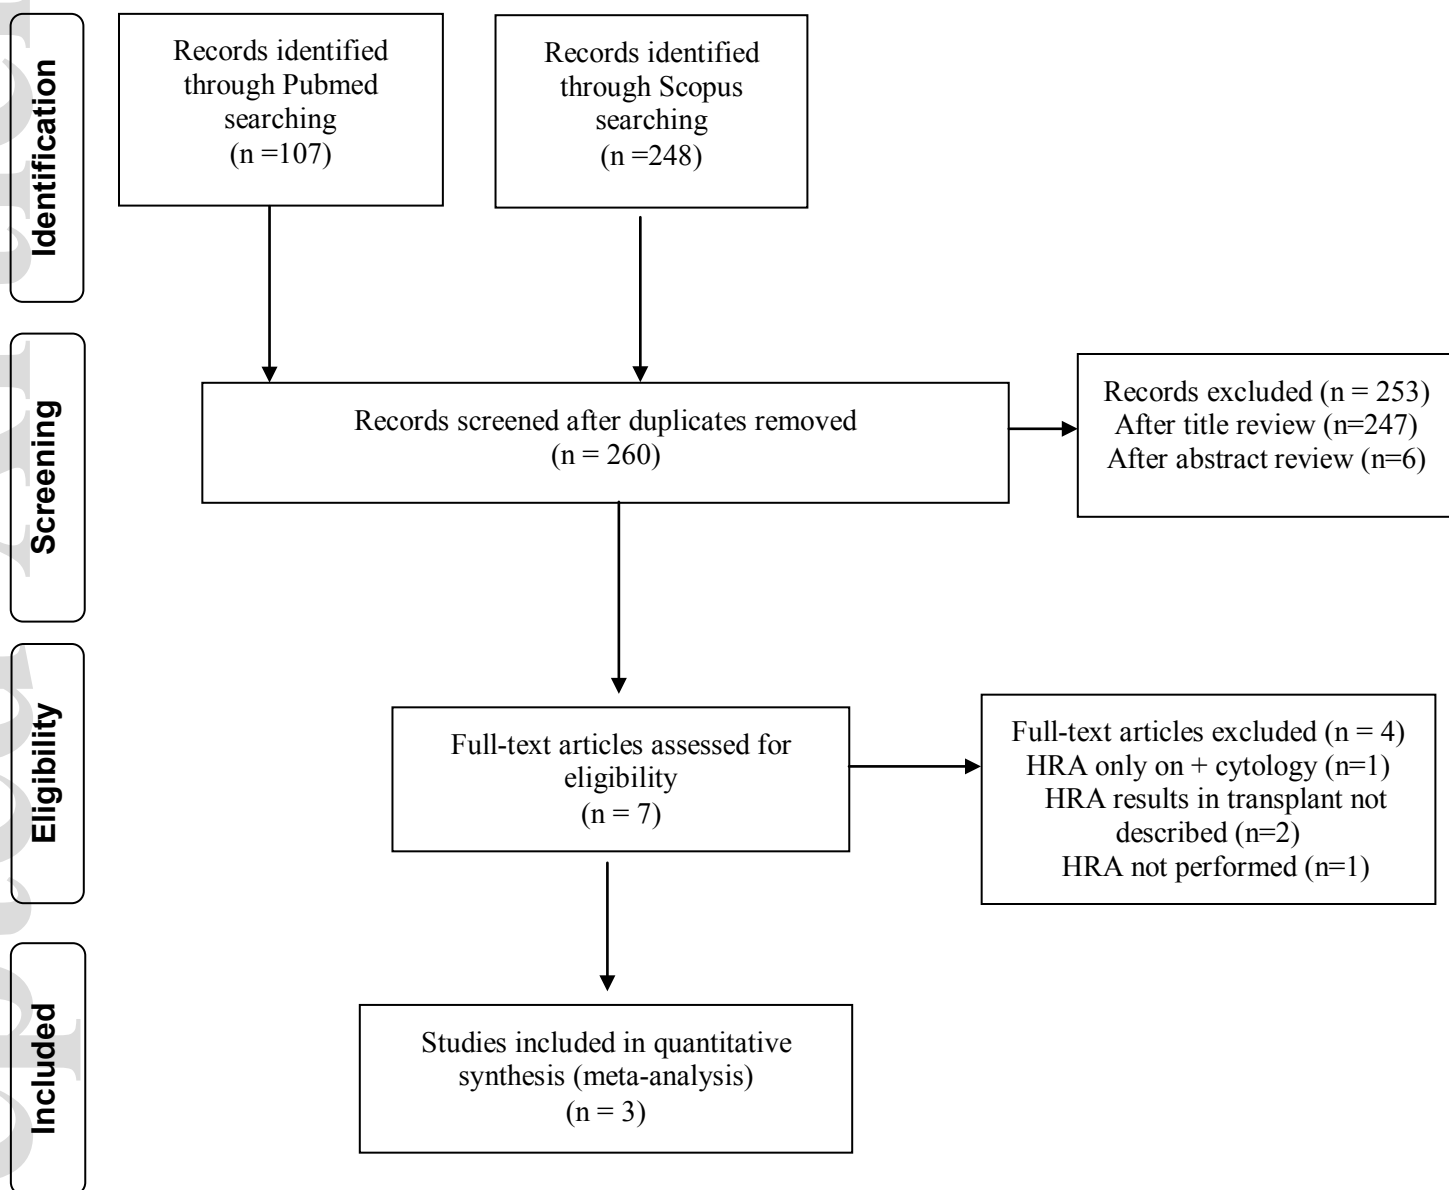 Identification
Records identified
through Pubmed
searching
(n =107)
Records identified
through Scopus
searching
(n =248)
Screening
Records screened after duplicates removed
(n = 260)
Records excluded (n = 253)
After title review (n=247)
After abstract review (n=6)
Eligibility
Full-text articles assessed for
eligibility
(n = 7)
Full-text articles excluded (n = 4)
HRA only on + cytology (n=1)
HRA results in transplant not
described (n=2)
HRA not performed (n=1)
Included
Studies included in quantitative
synthesis (meta-analysis)
(n = 3)